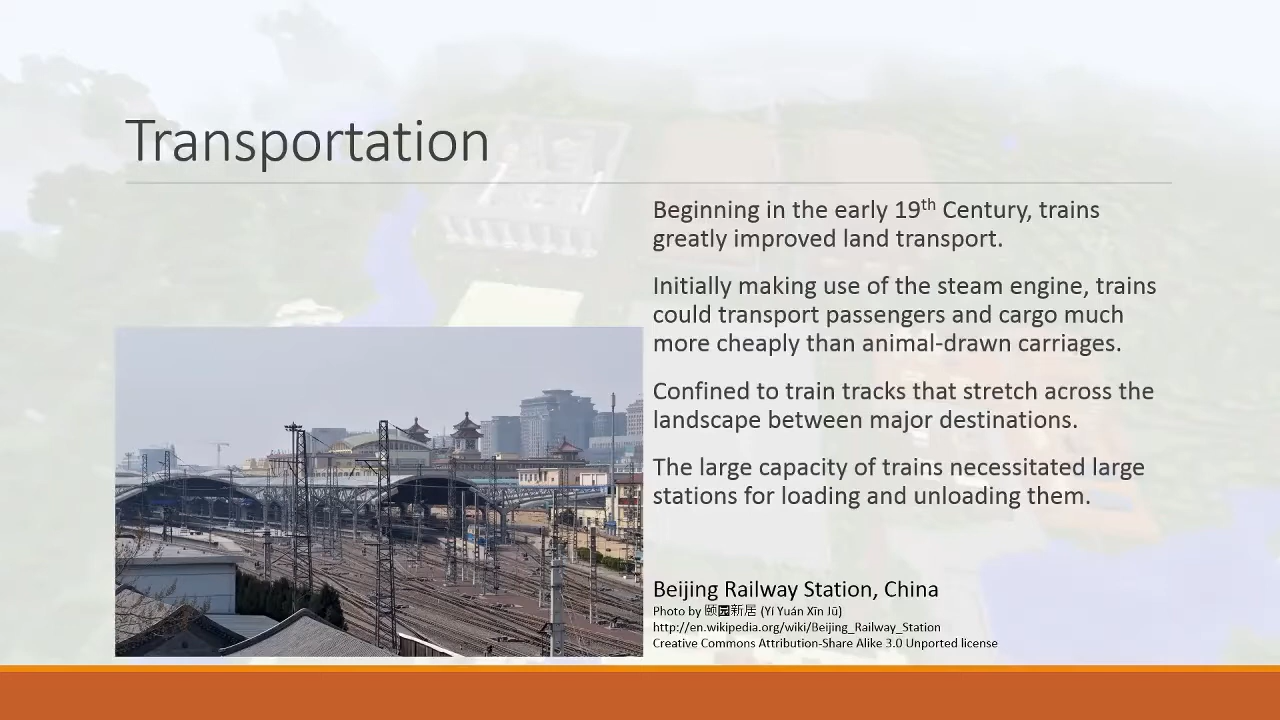 Transportation
Beginning in the early 19th Century, trains
greatly improved land transport.
Initially making use of the steam engine, trains
could transport passengers and cargo much
more cheaply than animal-drawn carriages.
Confined to train tracks that stretch across the
landscape between major destinations.
The large capacity of trains necessitated large
stations for loading and unloading them.
Beijing Railway Station, China
Photo by 颐园新居 (Yí Yuán Xīn Jū)
http://en.wikipedia.org/wiki/Beijing_Railway_Station
Creative Commons Attribution-Share Alike 3.0 Unported license